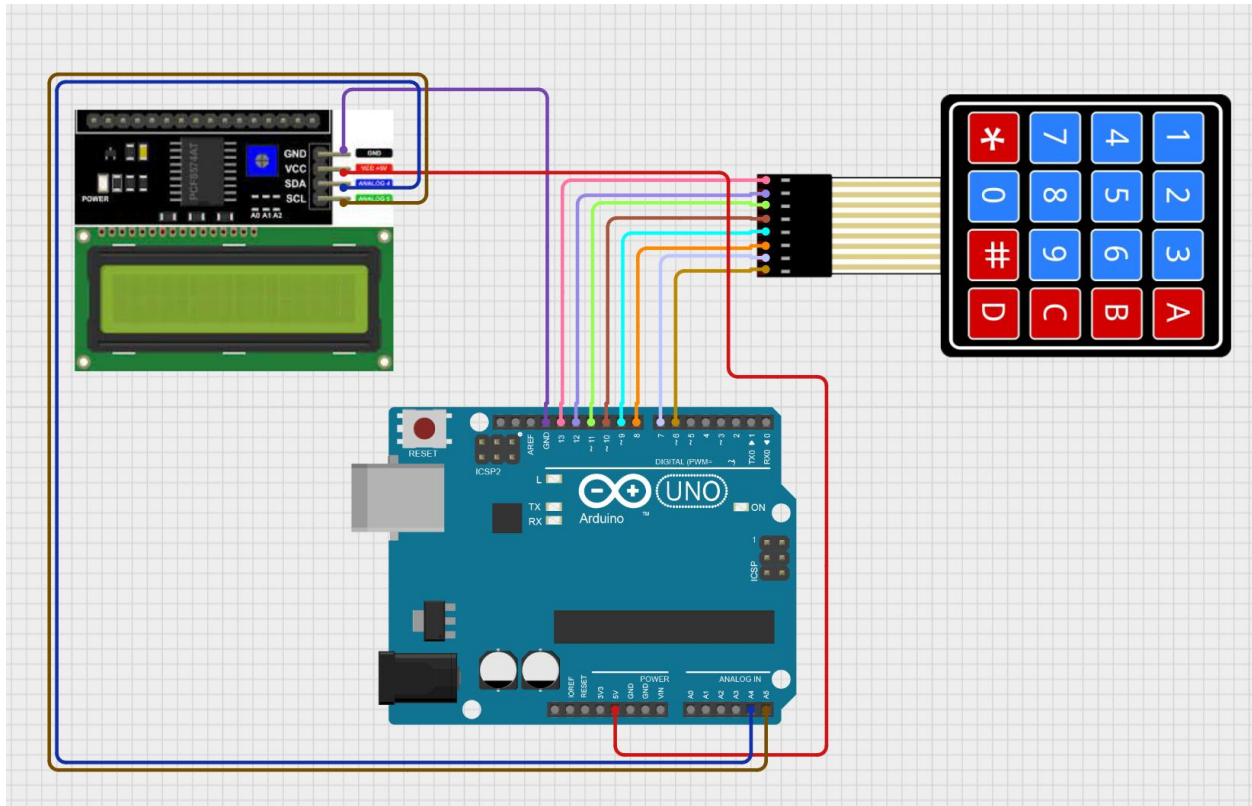 GND
VCC
SDA
SCL
GND
VCC +5V
ANALOG 4
ANALOG 5
PCF8574AT
POWER
A0 A1 A2
* 7 4 1
0 8 5 2
# 9 6 3
D C B A
RESET
ICSP2
AREF
GND
13
12
~11
~10
~9
8
7
~6
~5
4
~3
2
TX0 ▶ 1
RX0 ◀ 0
DIGITAL (PWM= ~)
L
TX
RX
Arduino
TM
UNO
ON
1
ICSP
POWER
ANALOG IN
IOREF
RESET
3V3
5V
GND
GND
VIN
A0
A1
A2
A3
A4
A5